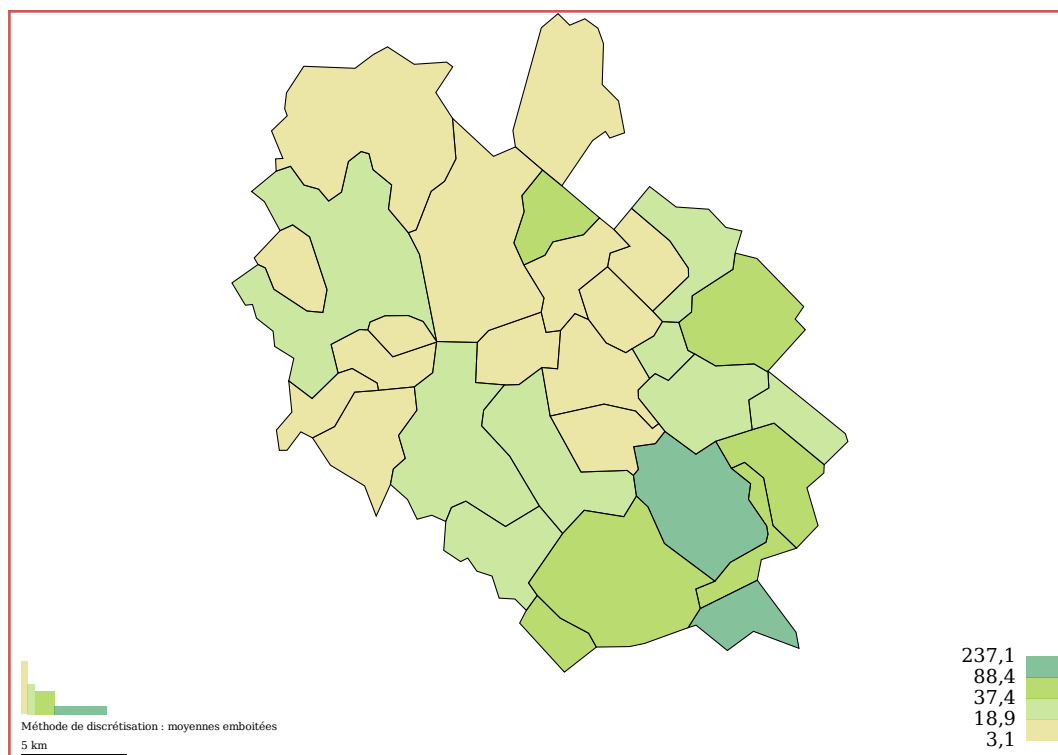 237,1
88,4
37,4
18,9
3,1
Méthode de discrétisation : moyennes emboitées
5 km